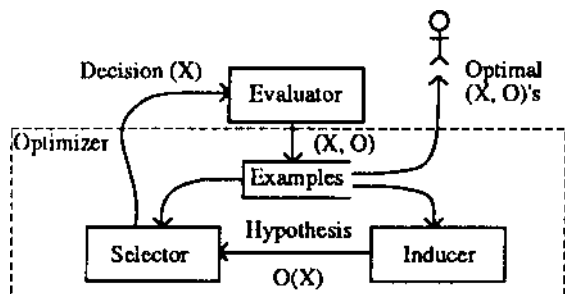 Decision (X)
Evaluator
Optimal
(X, O)'s
Optimizer
(X, O)
Examples
Hypothesis
Selector
Inducer
O(X)